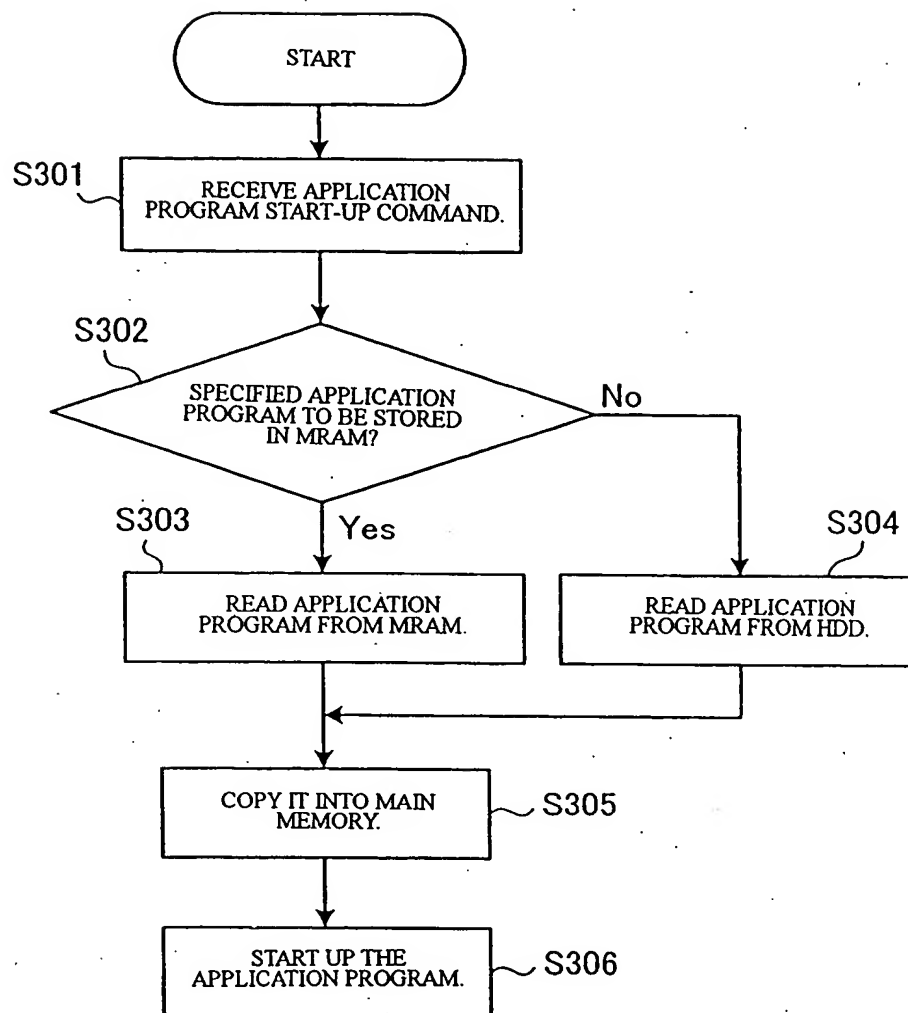 START
S301
RECEIVE APPLICATION
PROGRAM START-UP COMMAND.
S302
SPECIFIED APPLICATION
PROGRAM TO BE STORED
IN MRAM?
No
Yes
S303
READ APPLICATION
PROGRAM FROM MRAM.
S304
READ APPLICATION
PROGRAM FROM HDD.
COPY IT INTO MAIN
MEMORY.
S305
START UP THE
APPLICATION PROGRAM.
S306